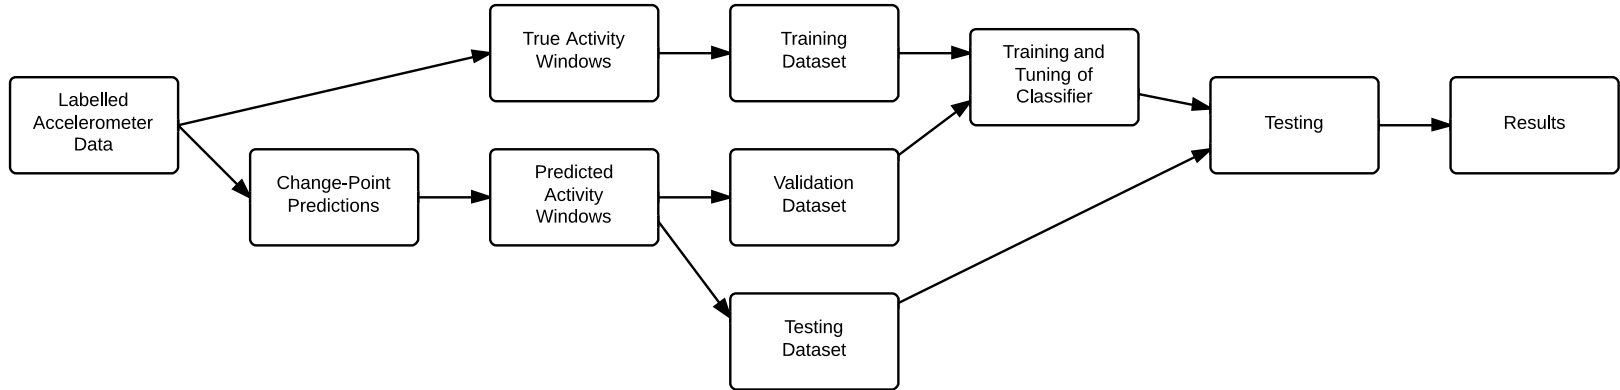 Labelled
Accelerometer
Data
True Activity
Windows
Training
Dataset
Training and
Tuning of
Classifier
Testing
Results
Change-Point
Predictions
Predicted
Activity
Windows
Validation
Dataset
Testing
Dataset